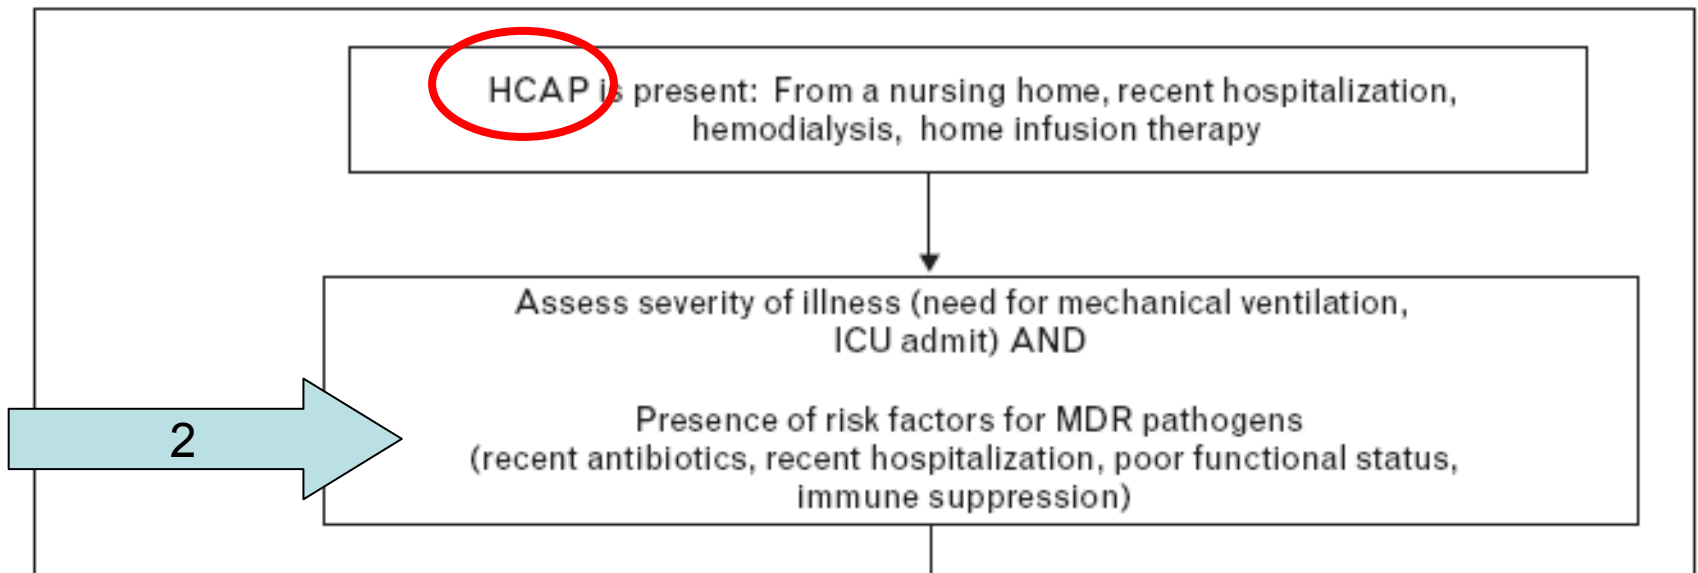 HCAP is present: From a nursing home, recent hospitalization,
hemodialysis, home infusion therapy
Assess severity of illness (need for mechanical ventilation,
ICU admit) AND
2
Presence of risk factors for MDR pathogens
(recent antibiotics, recent hospitalization, poor functional status,
immune suppression)